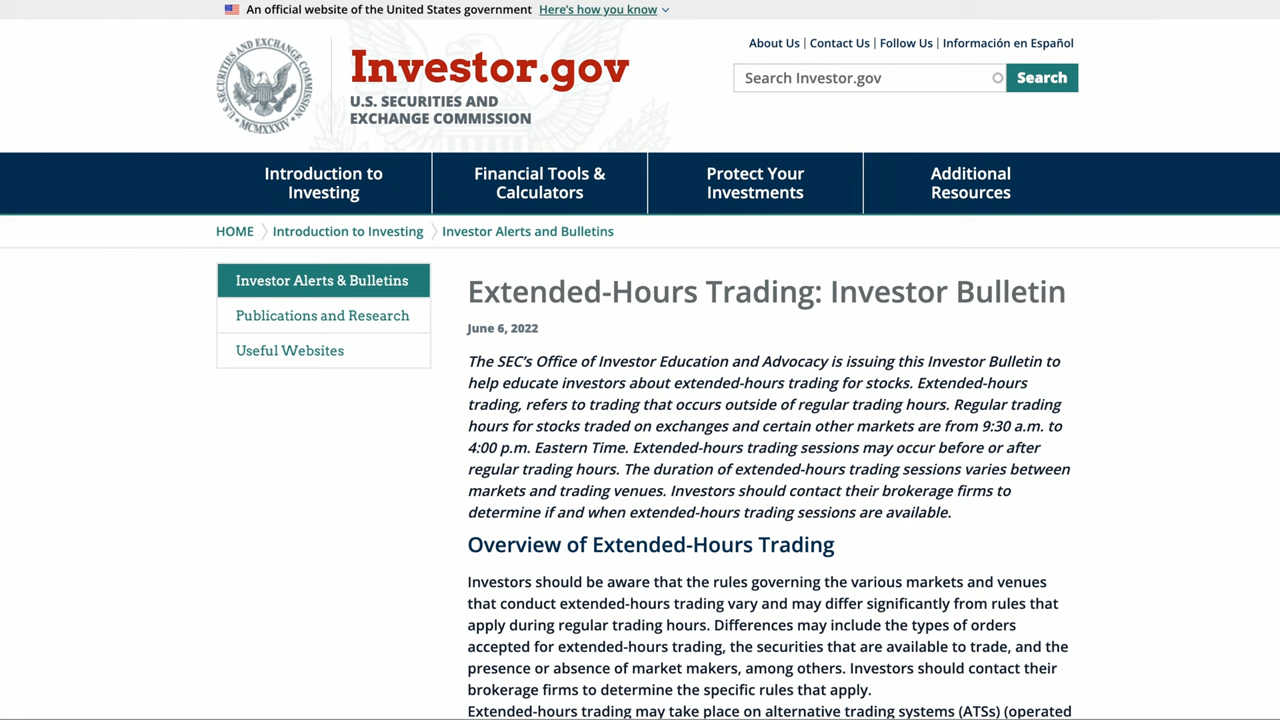 An official website of the United States government Here's how you know
About Us | Contact Us | Follow Us | Información en Español
U.S. SECURITIES AND EXCHANGE COMMISSION
MCMXXXIV
Investor.gov
U.S. SECURITIES AND
EXCHANGE COMMISSION
Search Investor.gov
Search
Introduction to
Investing
Financial Tools &
Calculators
Protect Your
Investments
Additional
Resources
HOME
Introduction to Investing
Investor Alerts and Bulletins
Investor Alerts & Bulletins
Publications and Research
Useful Websites
Extended-Hours Trading: Investor Bulletin
June 6, 2022
The SEC’s Office of Investor Education and Advocacy is issuing this Investor Bulletin to
help educate investors about extended-hours trading for stocks. Extended-hours
trading, refers to trading that occurs outside of regular trading hours. Regular trading
hours for stocks traded on exchanges and certain other markets are from 9:30 a.m. to
4:00 p.m. Eastern Time. Extended-hours trading sessions may occur before or after
regular trading hours. The duration of extended-hours trading sessions varies between
markets and trading venues. Investors should contact their brokerage firms to
determine if and when extended-hours trading sessions are available.
Overview of Extended-Hours Trading
Investors should be aware that the rules governing the various markets and venues
that conduct extended-hours trading vary and may differ significantly from rules that
apply during regular trading hours. Differences may include the types of orders
accepted for extended-hours trading, the securities that are available to trade, and the
presence or absence of market makers, among others. Investors should contact their
brokerage firms to determine the specific rules that apply.
Extended-hours trading may take place on alternative trading systems (ATSs) (operated